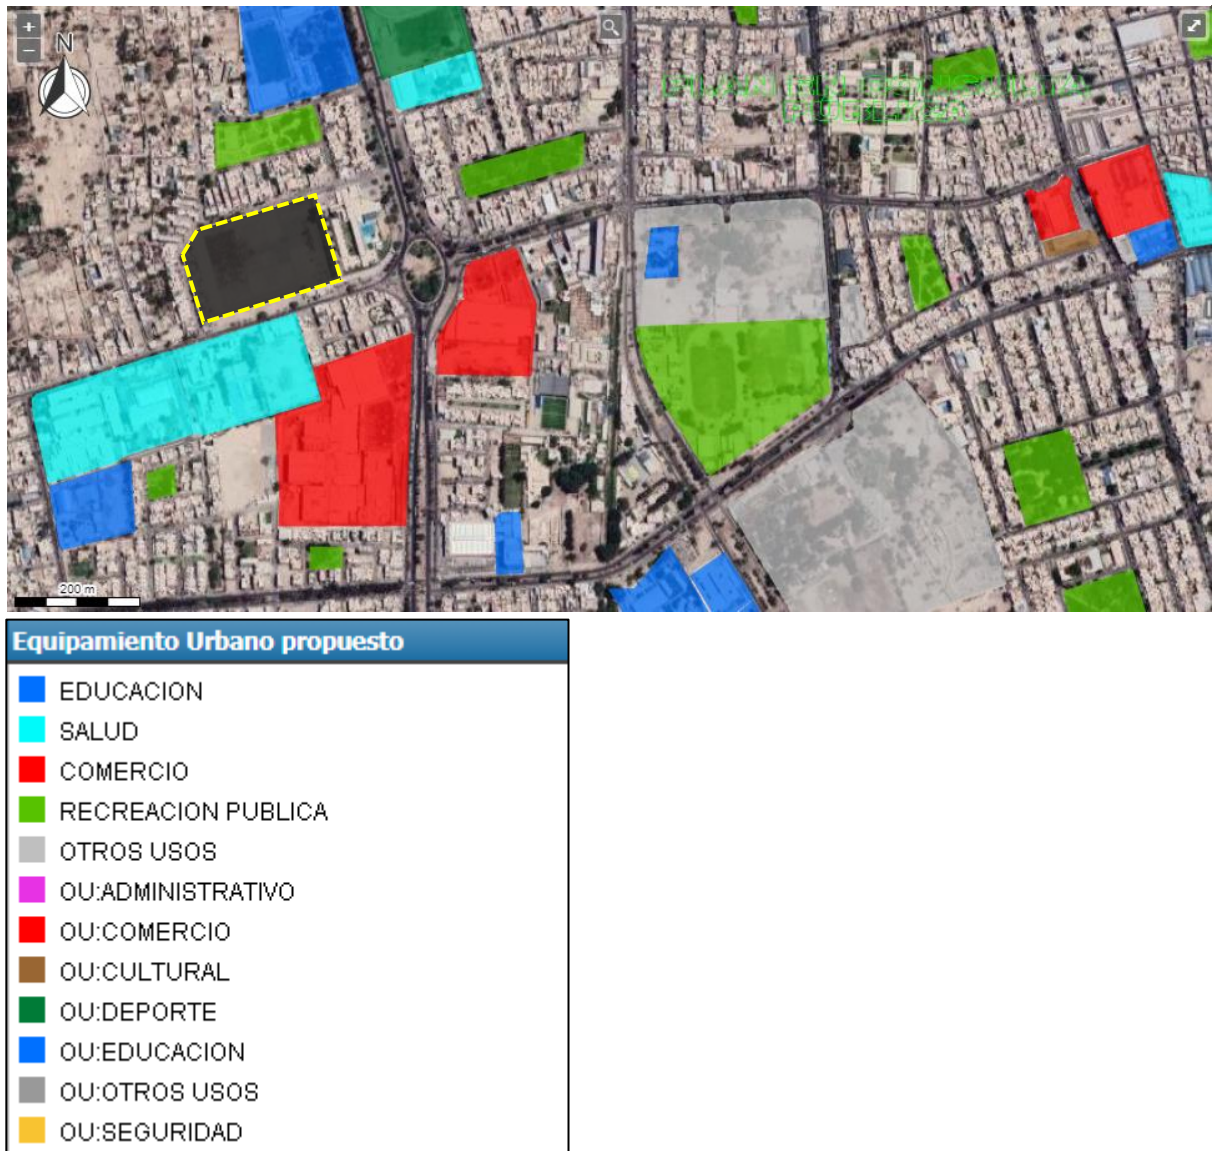 +
−
N
200 m
Equipamiento Urbano propuesto
EDUCACION
SALUD
COMERCIO
RECREACION PUBLICA
OTROS USOS
OU:ADMINISTRATIVO
OU:COMERCIO
OU:CULTURAL
OU:DEPORTE
OU:EDUCACION
OU:OTROS USOS
OU:SEGURIDAD